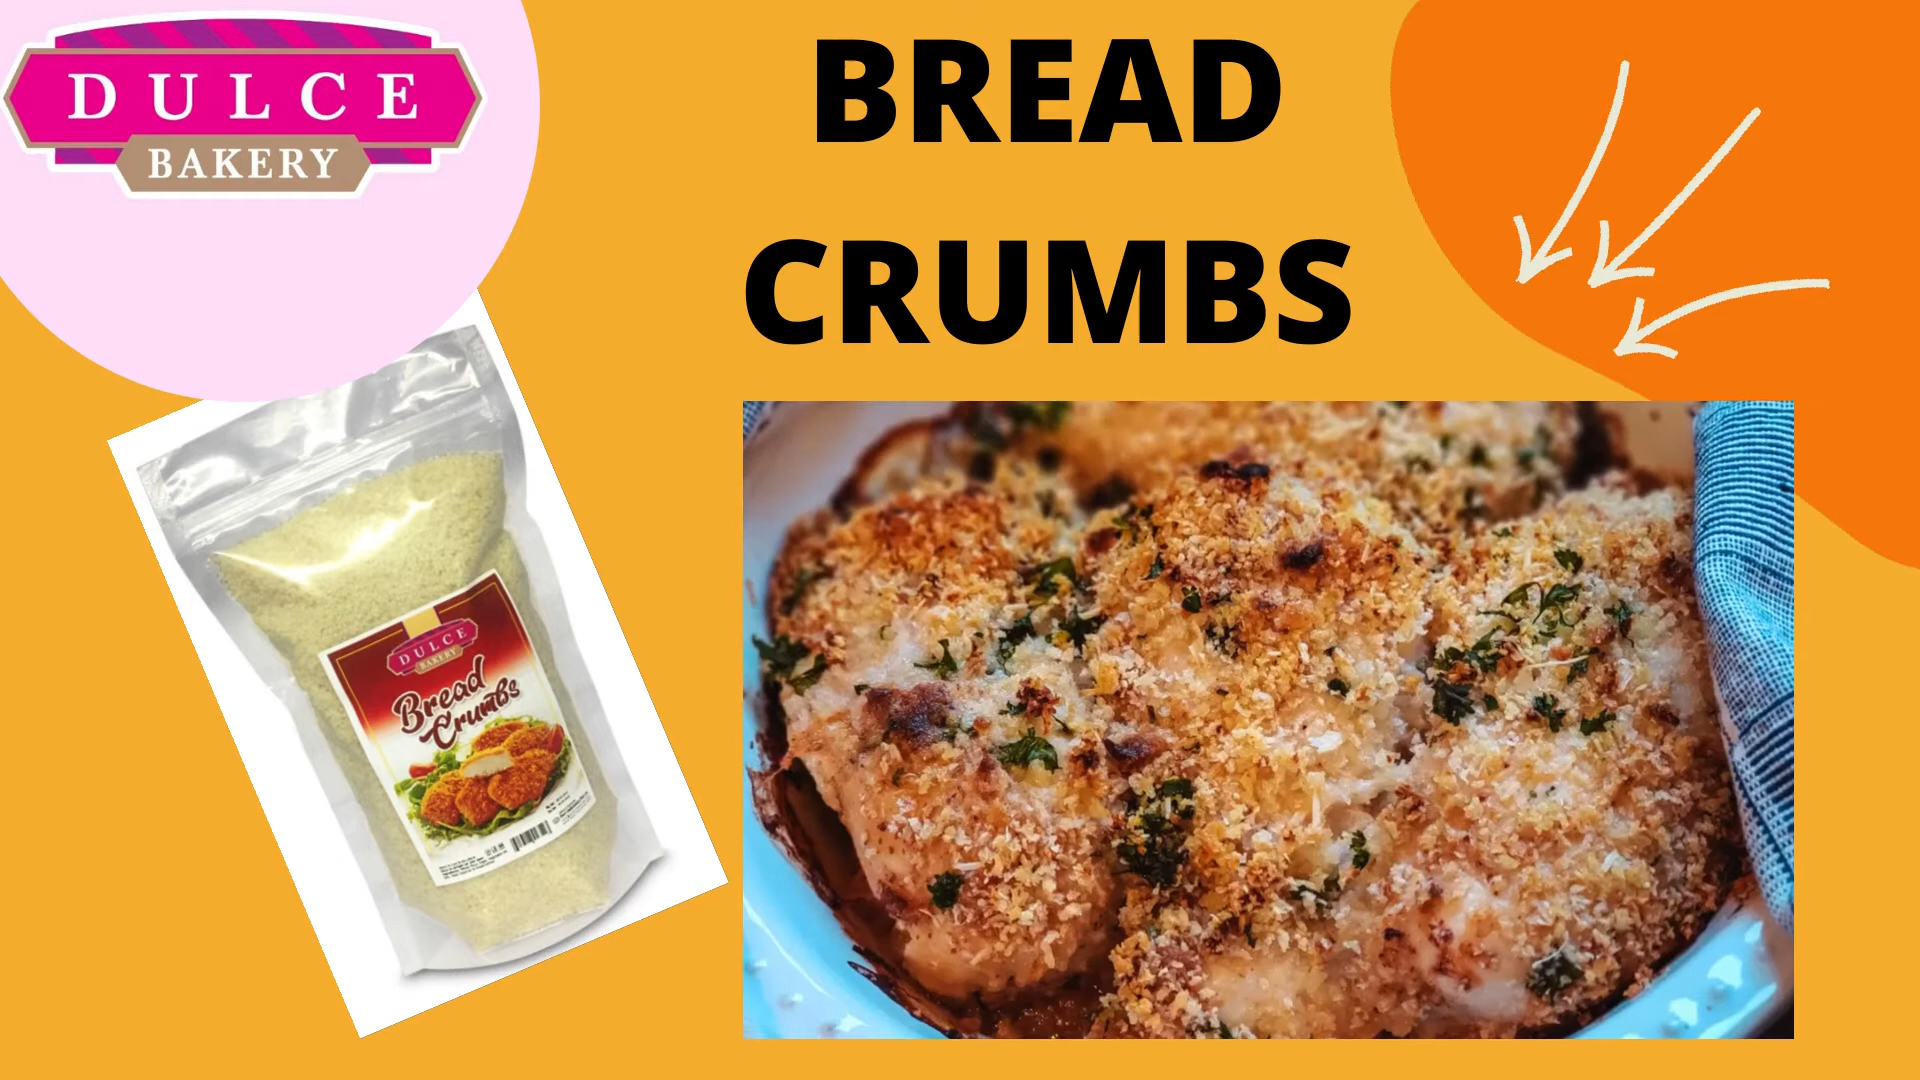 DULCE
BAKERY
BREAD
CRUMBS
DULCE
BAKERY
Bread
Crumbs